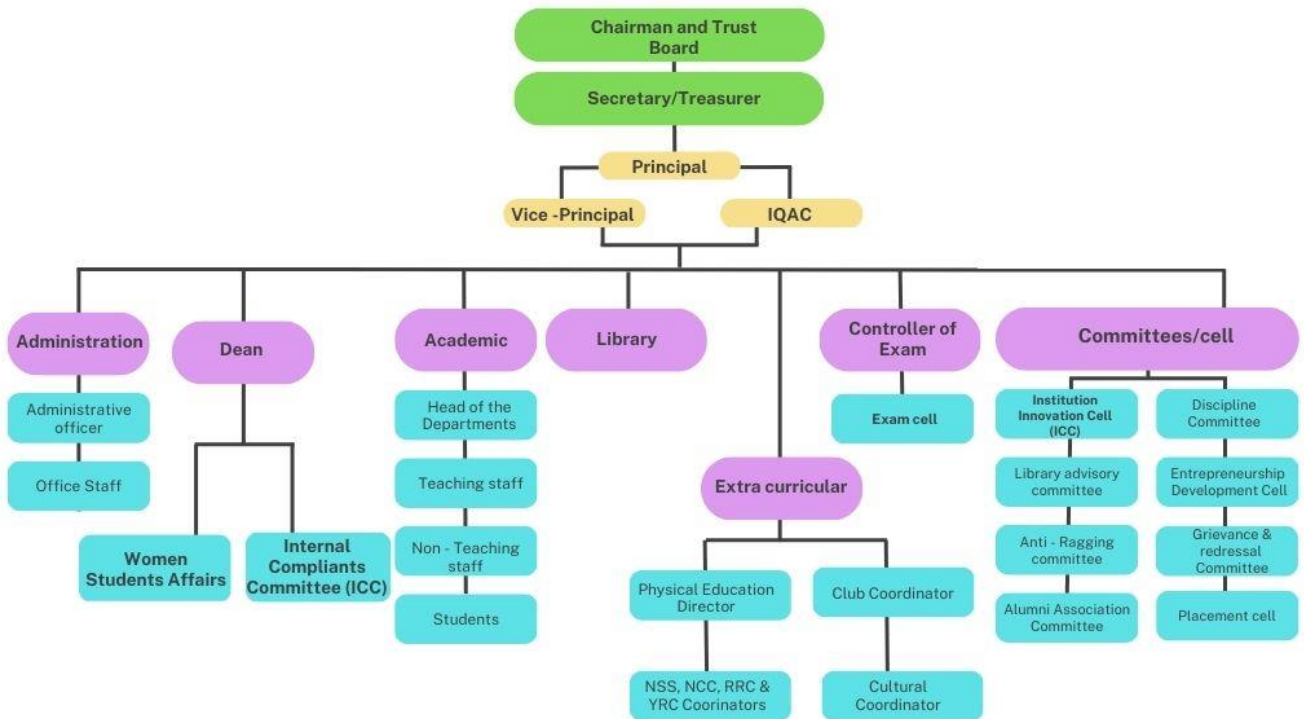 Chairman and Trust
Board
Secretary/Treasurer
Principal
Vice -Principal
IQAC
Administration
Dean
Academic
Library
Controller of
Exam
Committees/cell
Administrative
officer
Office Staff
Women
Students Affairs
Internal
Compliants
Committee (ICC)
Head of the
Departments
Teaching staff
Non - Teaching
staff
Students
Extra curricular
Physical Education
Director
Club Coordinator
NSS, NCC, RRC &
YRC Coorinators
Cultural
Coordinator
Exam cell
Institution
Innovation Cell
(ICC)
Library advisory
committee
Anti - Ragging
committee
Alumni Association
Committee
Discipline
Committee
Entrepreneurship
Development Cell
Grievance &
redressal
Committee
Placement cell